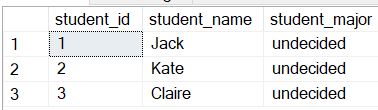 student_id student_name student_major
1 1 Jack undecided
2 2 Kate undecided
3 3 Claire undecided